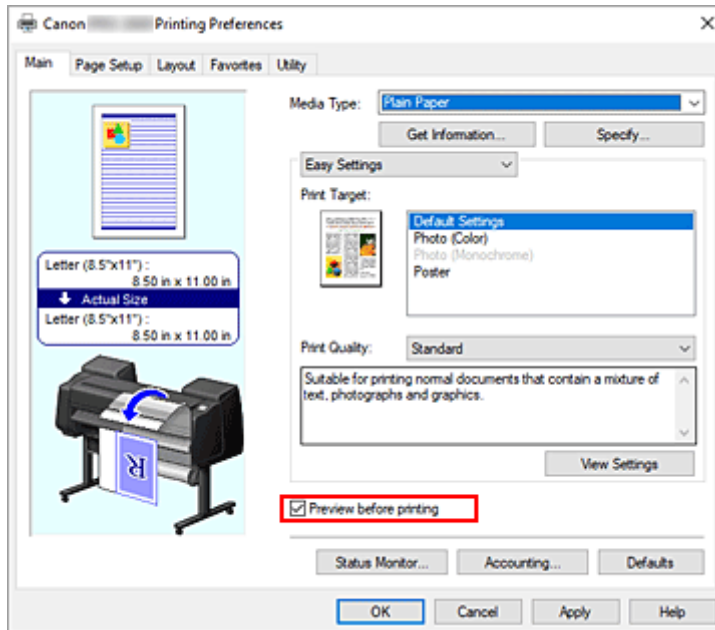 Canon Printing Preferences
Main Page Setup Layout Favorites Utility
Media Type: Plain Paper
Get Information... Specify...
Easy Settings
Print Target:
Default Settings
Photo (Color)
Photo (Monochrome)
Poster
Letter (8.5"x11") :
8.50 in x 11.00 in
Actual Size
Letter (8.5"x11") :
8.50 in x 11.00 in
R
Print Quality: Standard
Suitable for printing normal documents that contain a mixture of
text, photographs and graphics.
View Settings
Preview before printing
Status Monitor... Accounting... Defaults
OK Cancel Apply Help